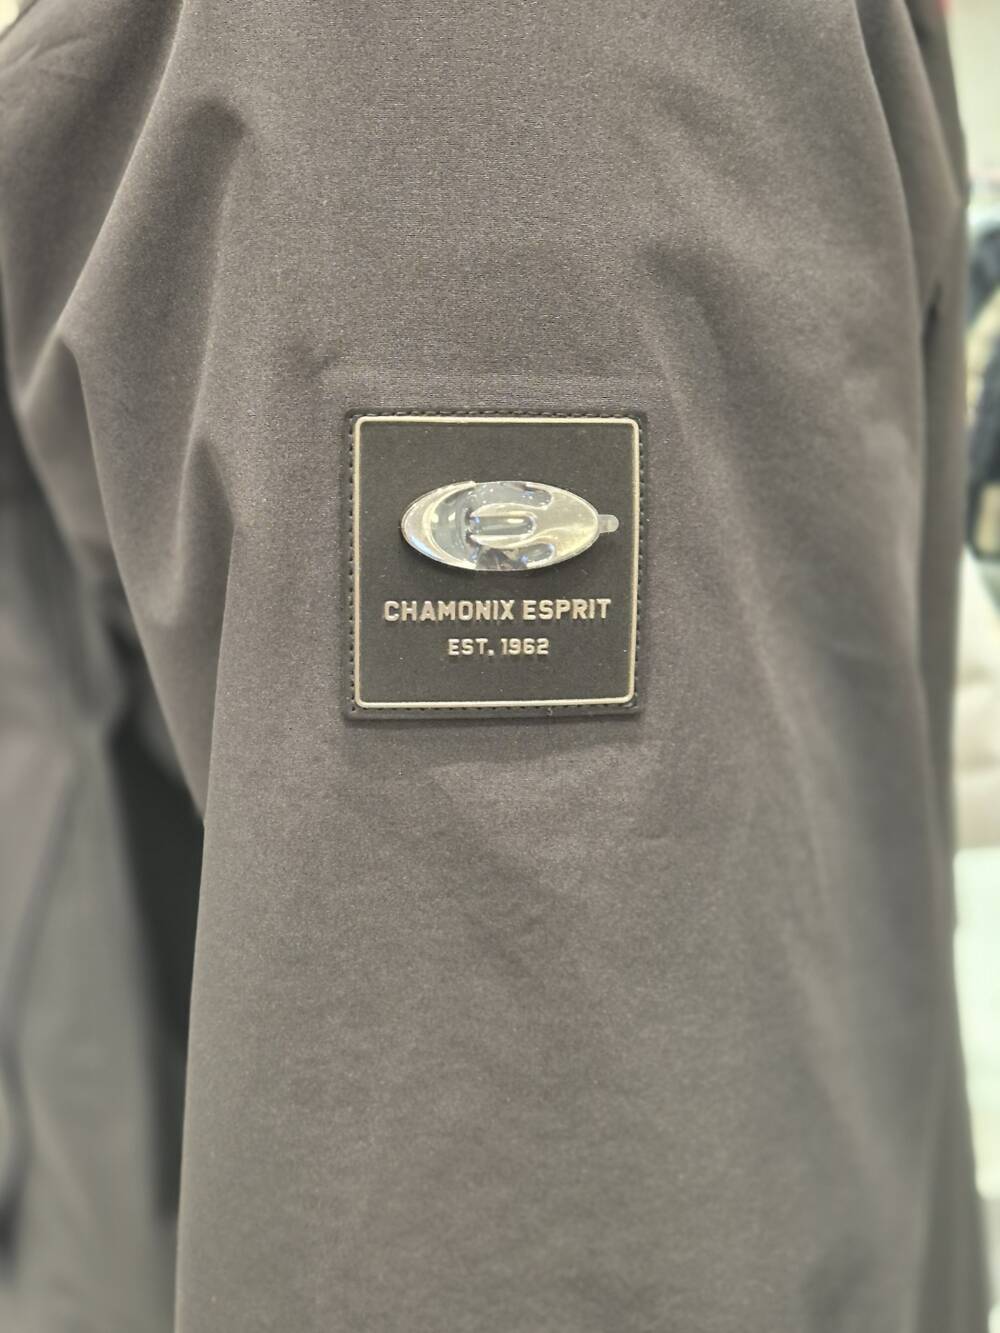 CHAMONIX ESPRIT
EST. 1962